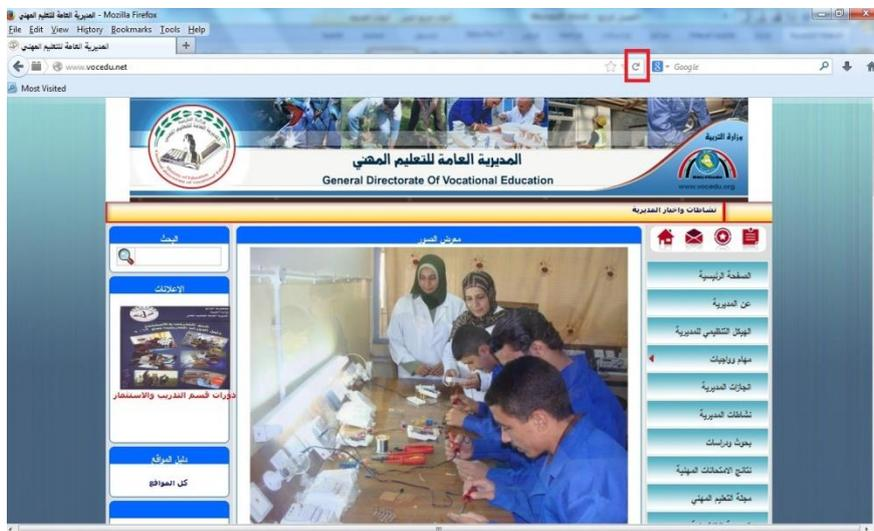 المديرية العامة للتعليم المهني - Mozilla Firefox
File Edit View History Bookmarks Tools Help
المديرية العامة للتعليم المهني
www.vocedu.net
Google
Most Visited
وزارة التربية
المديرية العامة للتعليم المهني
General Directorate Of Vocational Education
www.vocedu.org
نشاطات واخبار المديرية
البحث
معرض الصور
الصفحة الرئيسية
الاعلانات
عن المديرية
الهيكل التنظيمي للمديرية
مهام وواجبات
انجازات المديرية
دورات قسم التدريب والاستثمار
نشاطات المديرية
بحوث ودراسات
دليل المواقع
نتائج الامتحانات المهنية
كل المواقع
مجلة التعليم المهني